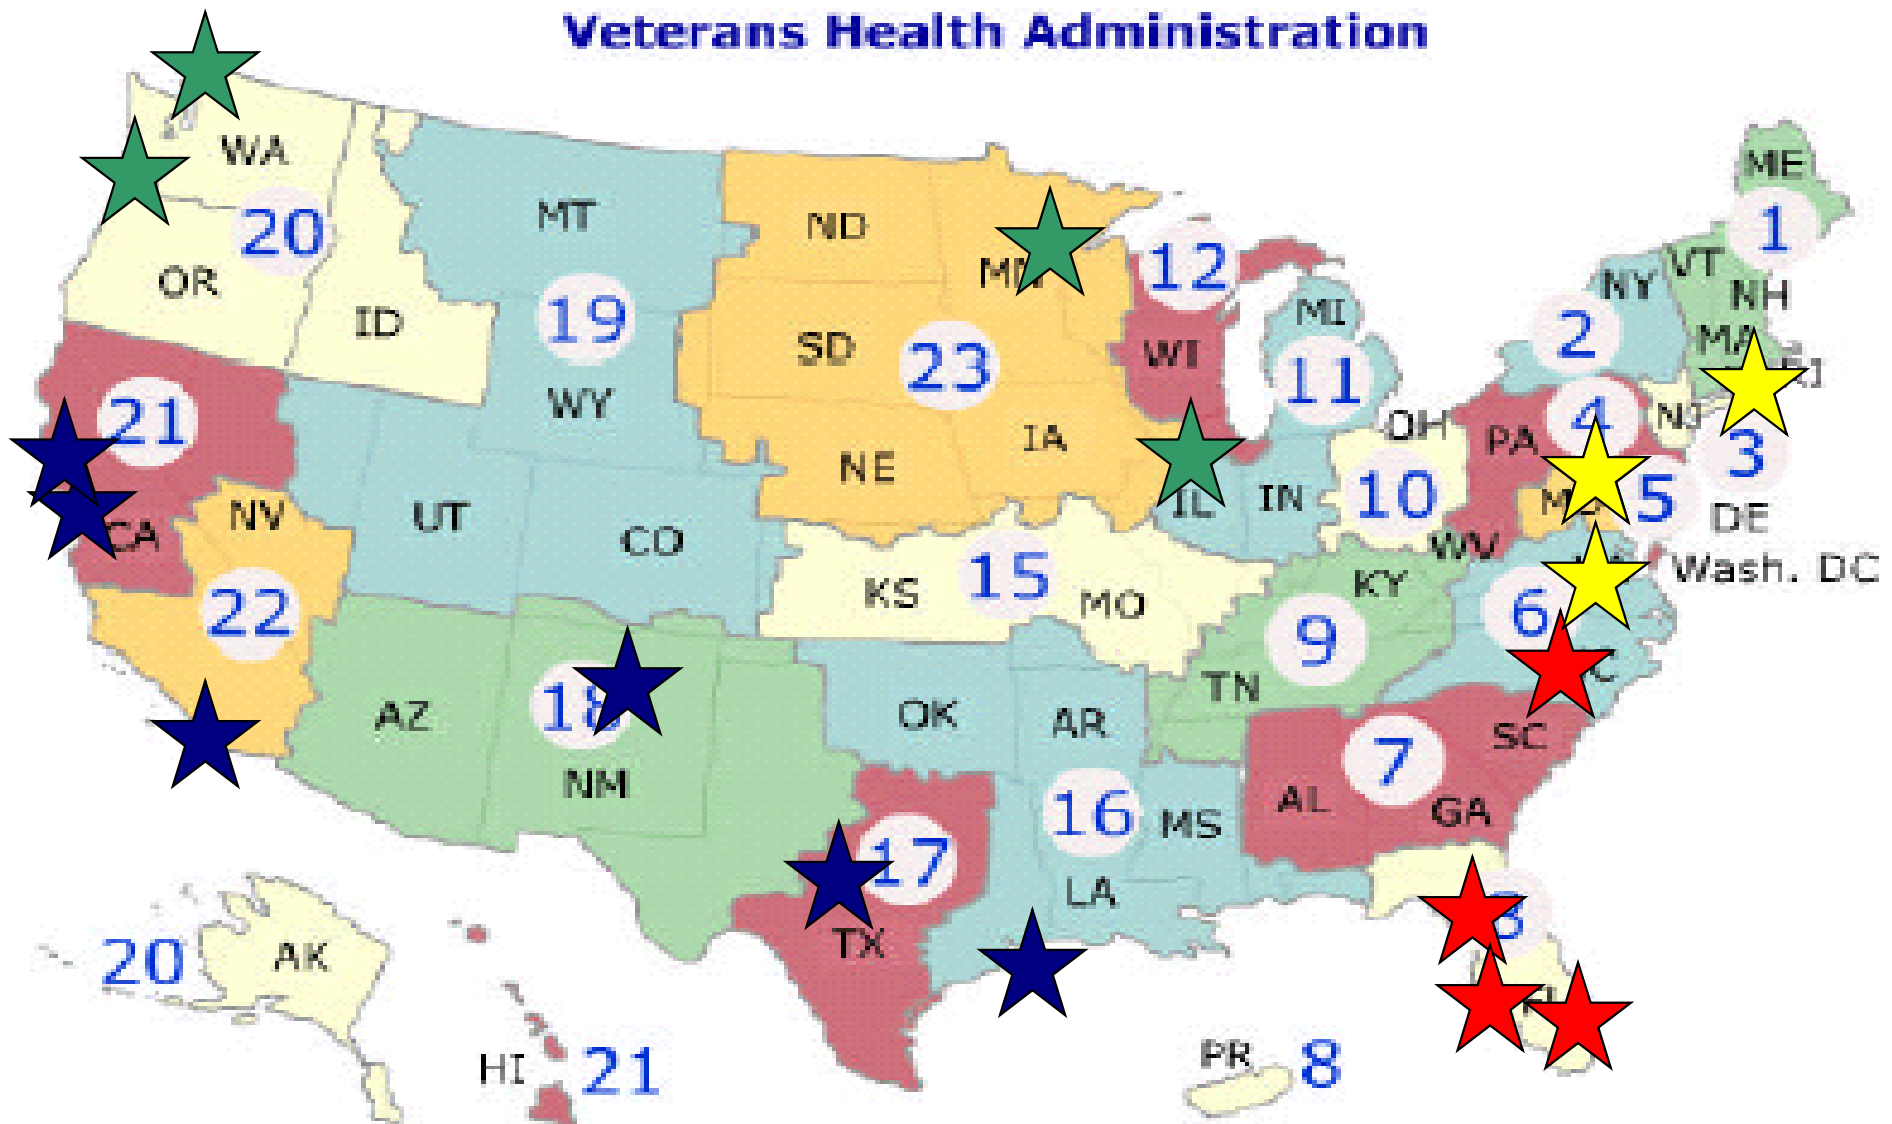 Veterans Health Administration
WA
ME
1
MT
ND
20
12
NY
VT
MN
OR
NH
MI
19
ID
2
MA
SD
WI
23
11
RI
WY
21
4
NJ
OH
IA
PA
3
NE
10
5
IL
IN
NV
UT
DE
CA
CO
WV
Wash. DC
15
KY
KS
MO
22
6
9
TN
18
AZ
OK
AR
SC
7
NM
AL
GA
16
MS
17
LA
TX
AK
20
FL
PR
8
HI
21